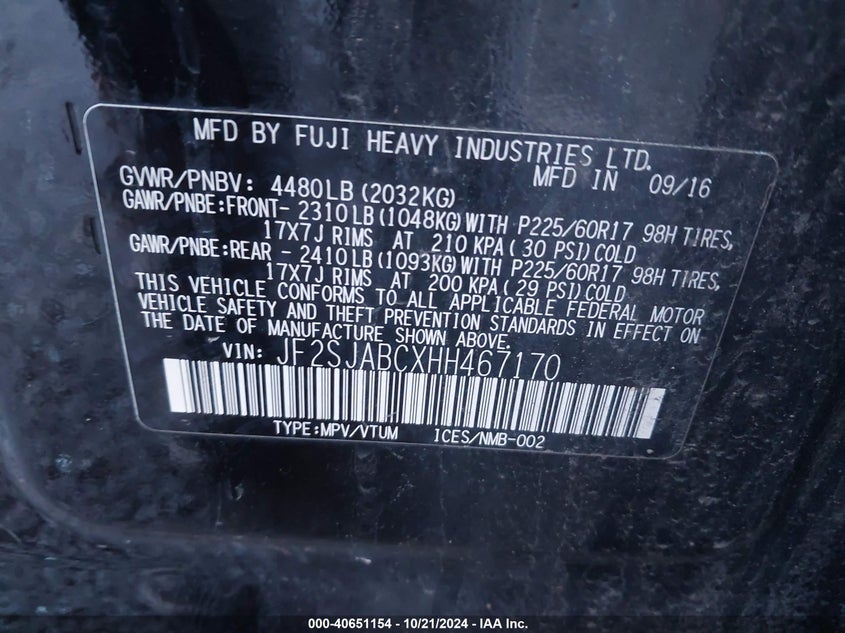 MFD BY FUJI HEAVY INDUSTRIES LTD.
MFD IN 09/16
GVWR/PNBV: 4480LB(2032KG)
GAWR/PNBE:FRONT- 2310LB(1048KG)WITH P225/60R17 98H TIRES,
17X7J RIMS AT 210 KPA(30 PSI)COLD
GAWR/PNBE:REAR - 2410LB(1093KG)WITH P225/60R17 98H TIRES,
17X7J RIMS AT 200 KPA(29 PSI)COLD
THIS VEHICLE CONFORMS TO ALL APPLICABLE FEDERAL MOTOR
VEHICLE SAFETY AND THEFT PREVENTION STANDARDS IN EFFECT ON
THE DATE OF MANUFACTURE SHOWN ABOVE.
VIN: JF2SJABCXHH467170
TYPE:MPV/VTUM ICES/NMB-002
000-40651154 - 10/21/2024 - IAA Inc.